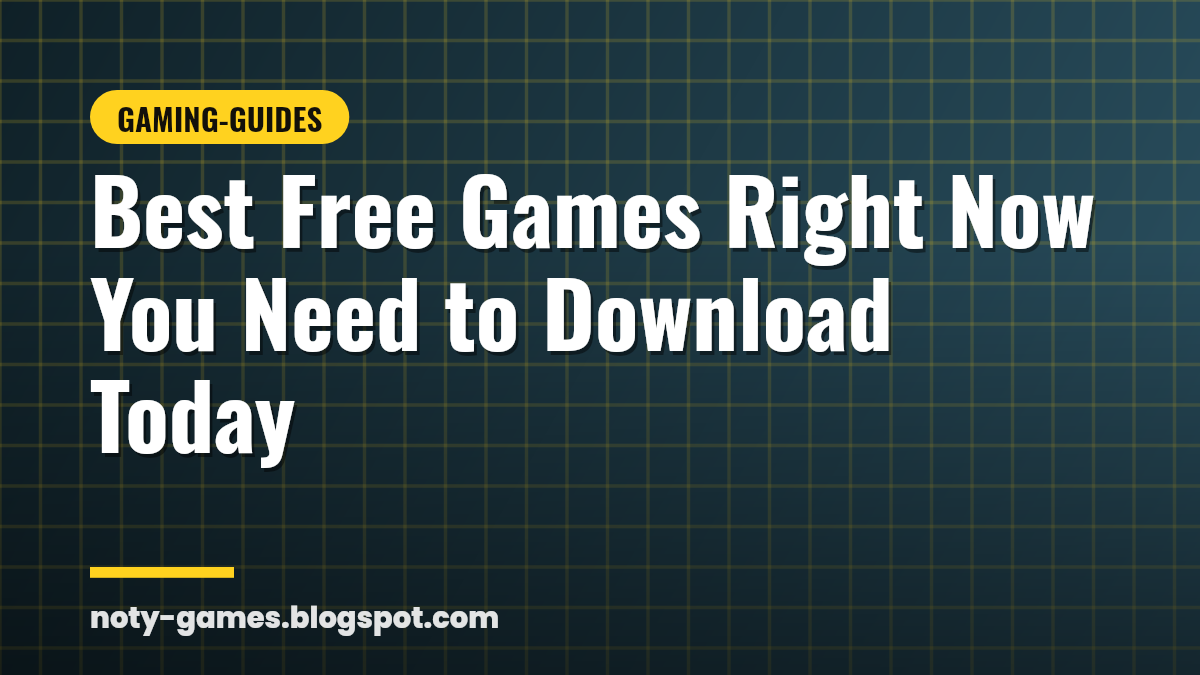 GAMING-GUIDES
Best Free Games Right Now
You Need to Download
Today
noty-games.blogspot.com